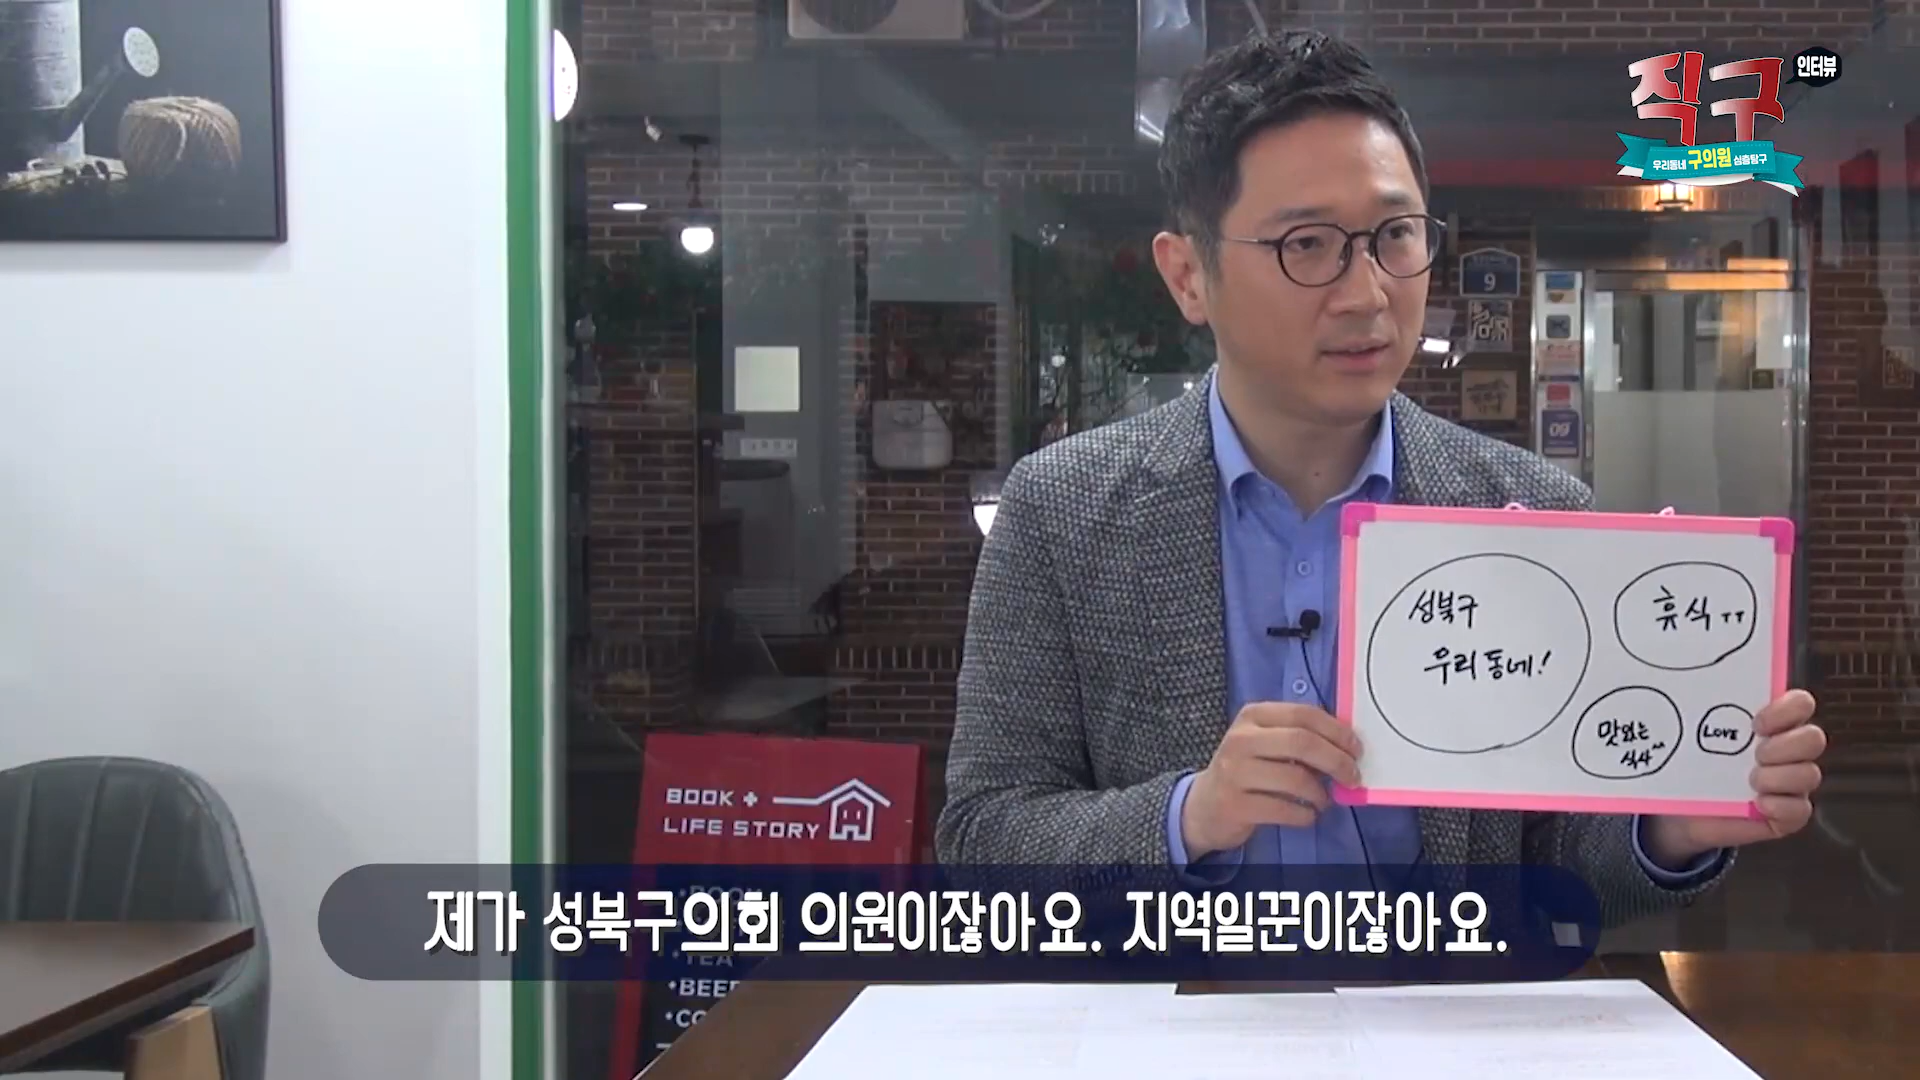 직구
인터뷰
우리동네 구의원 심층탐구
9
09
성북구
우리 동네!
휴식 ㅜㅜ
맛있는
식사^^
LOVE
BOOK +
LIFE STORY
•BOOK
•TEA
•BEER
제가 성북구의회 의원이잖아요. 지역일꾼이잖아요.